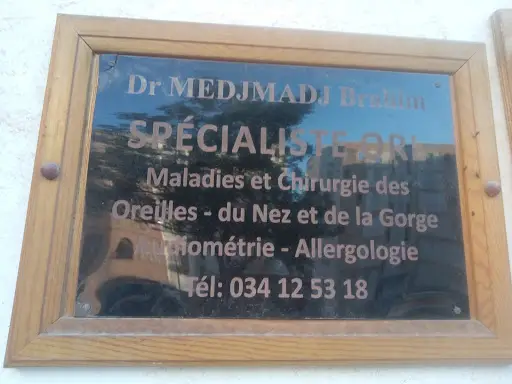 Dr MEDJMADJ Brahim
SPÉCIALISTE ORL
Maladies et Chirurgie des
Oreilles - du Nez et de la Gorge
Audiométrie - Allergologie
Tél: 034 12 53 18